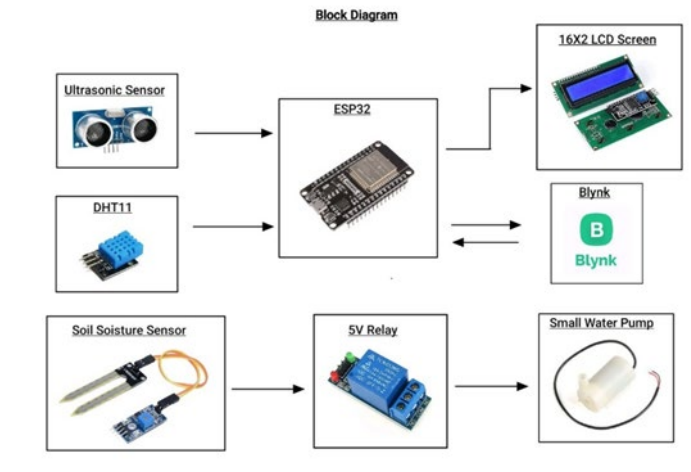 Block Diagram
16X2 LCD Screen
Ultrasonic Sensor
ESP32
DHT11
Blynk
B
Blynk
Soil Soisture Sensor
5V Relay
Small Water Pump